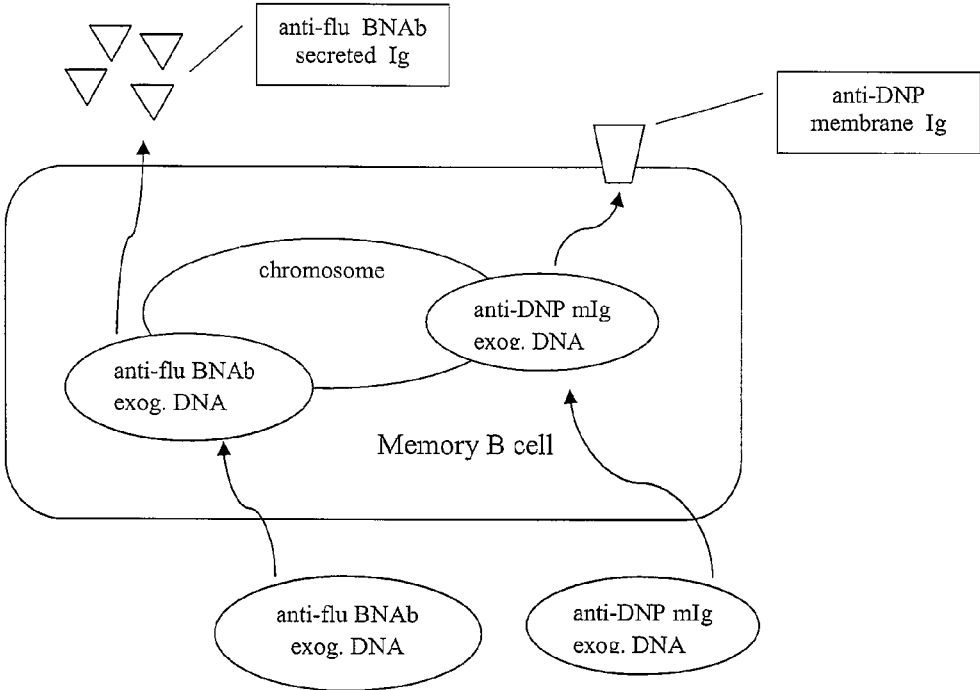 anti-flu BNAb
secreted Ig
anti-DNP
membrane Ig
chromosome
anti-DNP mIg
exog. DNA
anti-flu BNAb
exog. DNA
Memory B cell
anti-flu BNAb
exog. DNA
anti-DNP mIg
exog. DNA